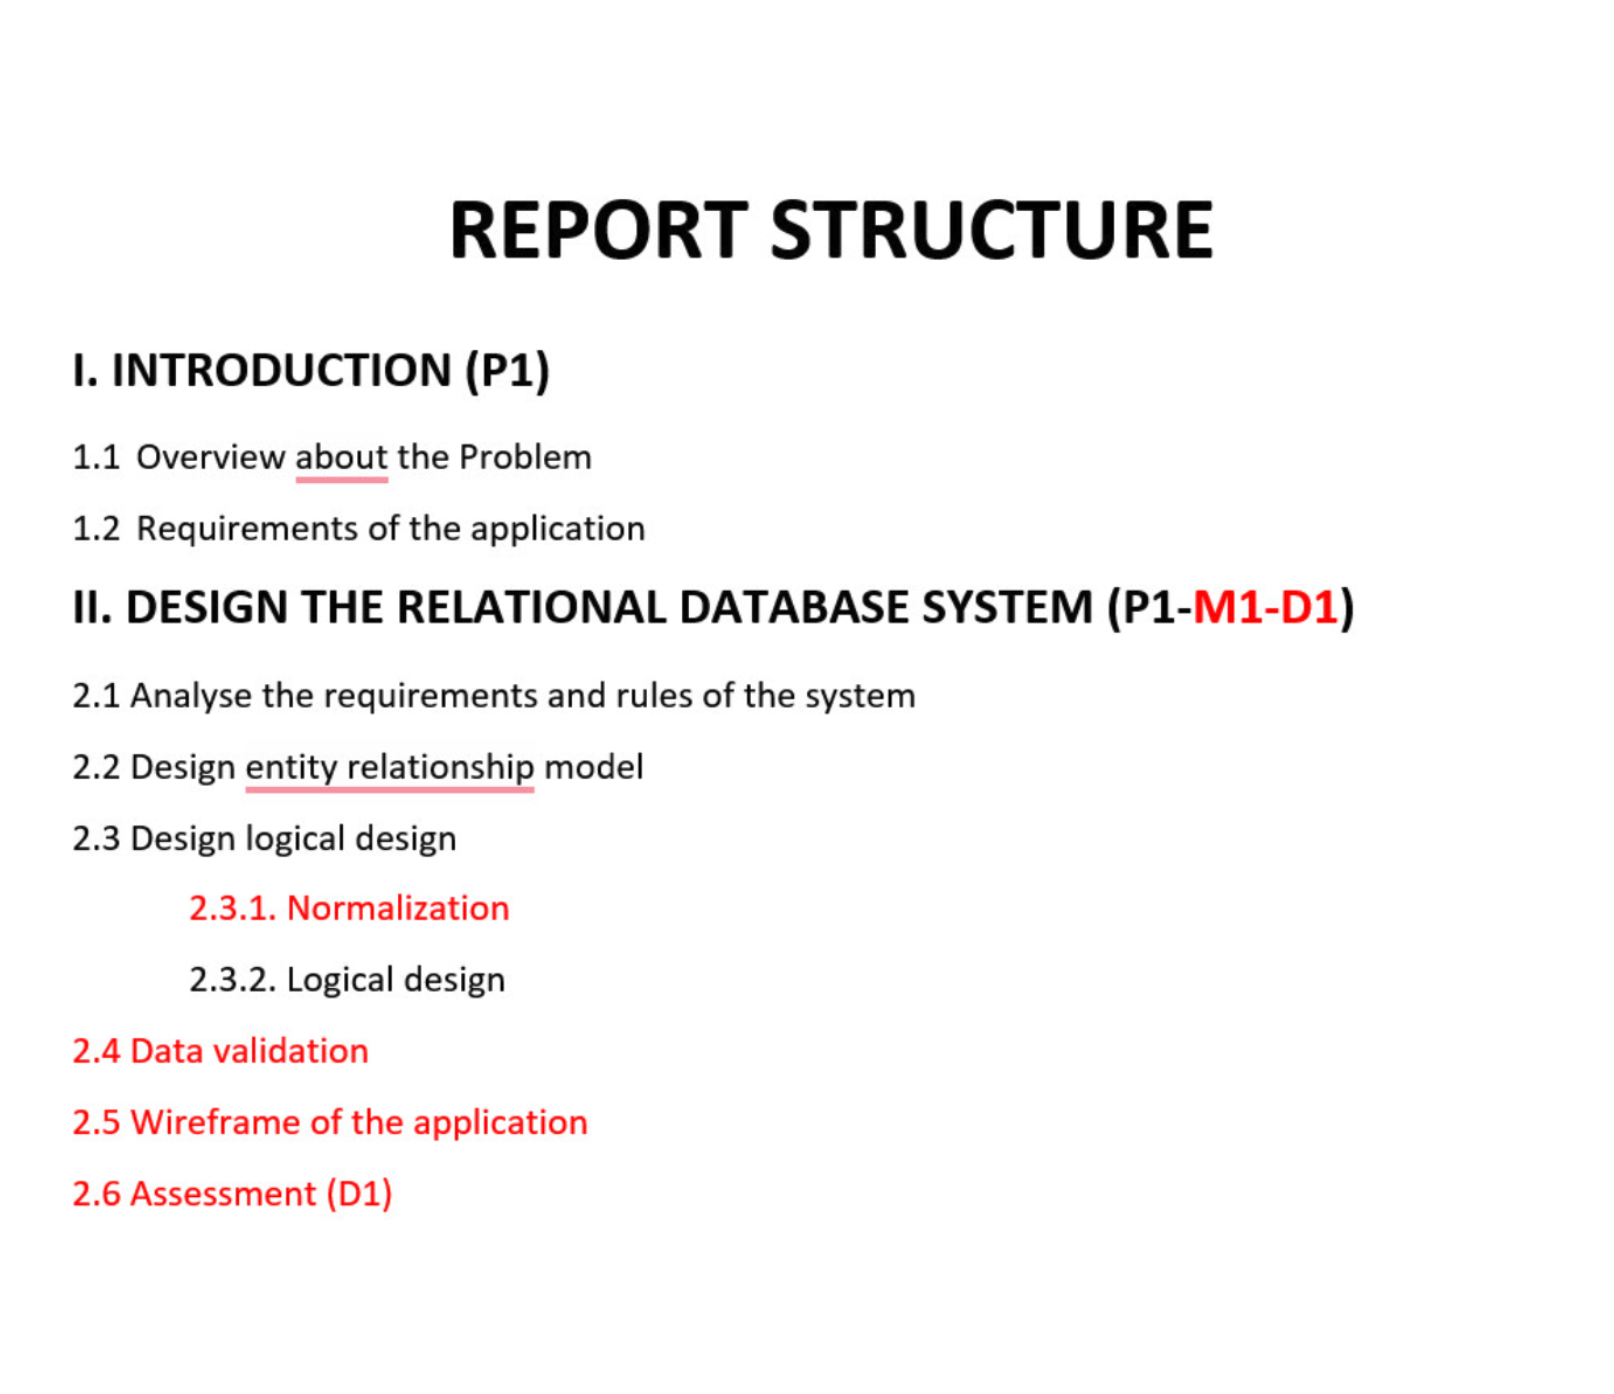 REPORT STRUCTURE
I. INTRODUCTION (P1)
1.1 Overview about the Problem
1.2 Requirements of the application
II. DESIGN THE RELATIONAL DATABASE SYSTEM (P1-M1-D1)
2.1 Analyse the requirements and rules of the system
2.2 Design entity relationship model
2.3 Design logical design
2.3.1. Normalization
2.3.2. Logical design
2.4 Data validation
2.5 Wireframe of the application
2.6 Assessment (D1)